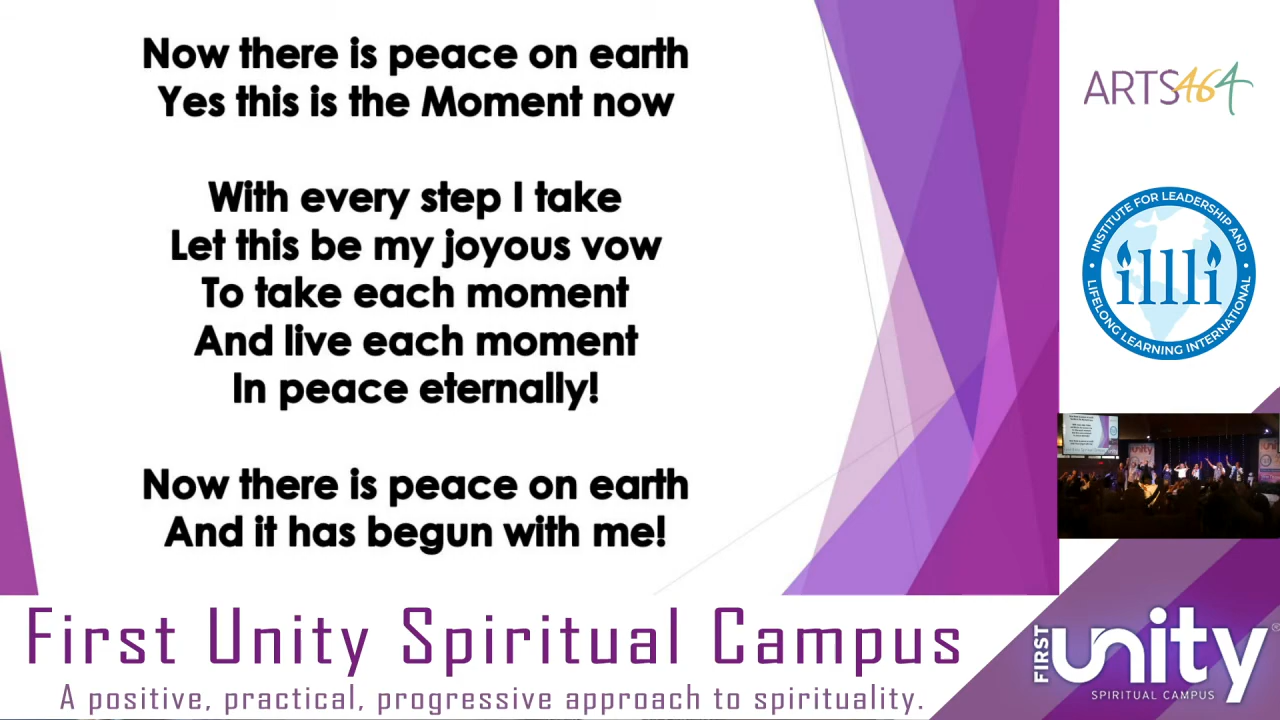 Now there is peace on earth
Yes this is the Moment now
With every step I take
Let this be my joyous vow
To take each moment
And live each moment
In peace eternally!
Now there is peace on earth
And it has begun with me!
ARTS464
INSTITUTE FOR LEADERSHIP AND
illli
LIFELONG LEARNING INTERNATIONAL
First Unity Spiritual Campus
A positive, practical, progressive approach to spirituality.
FIRST
unity
SPIRITUAL CAMPUS